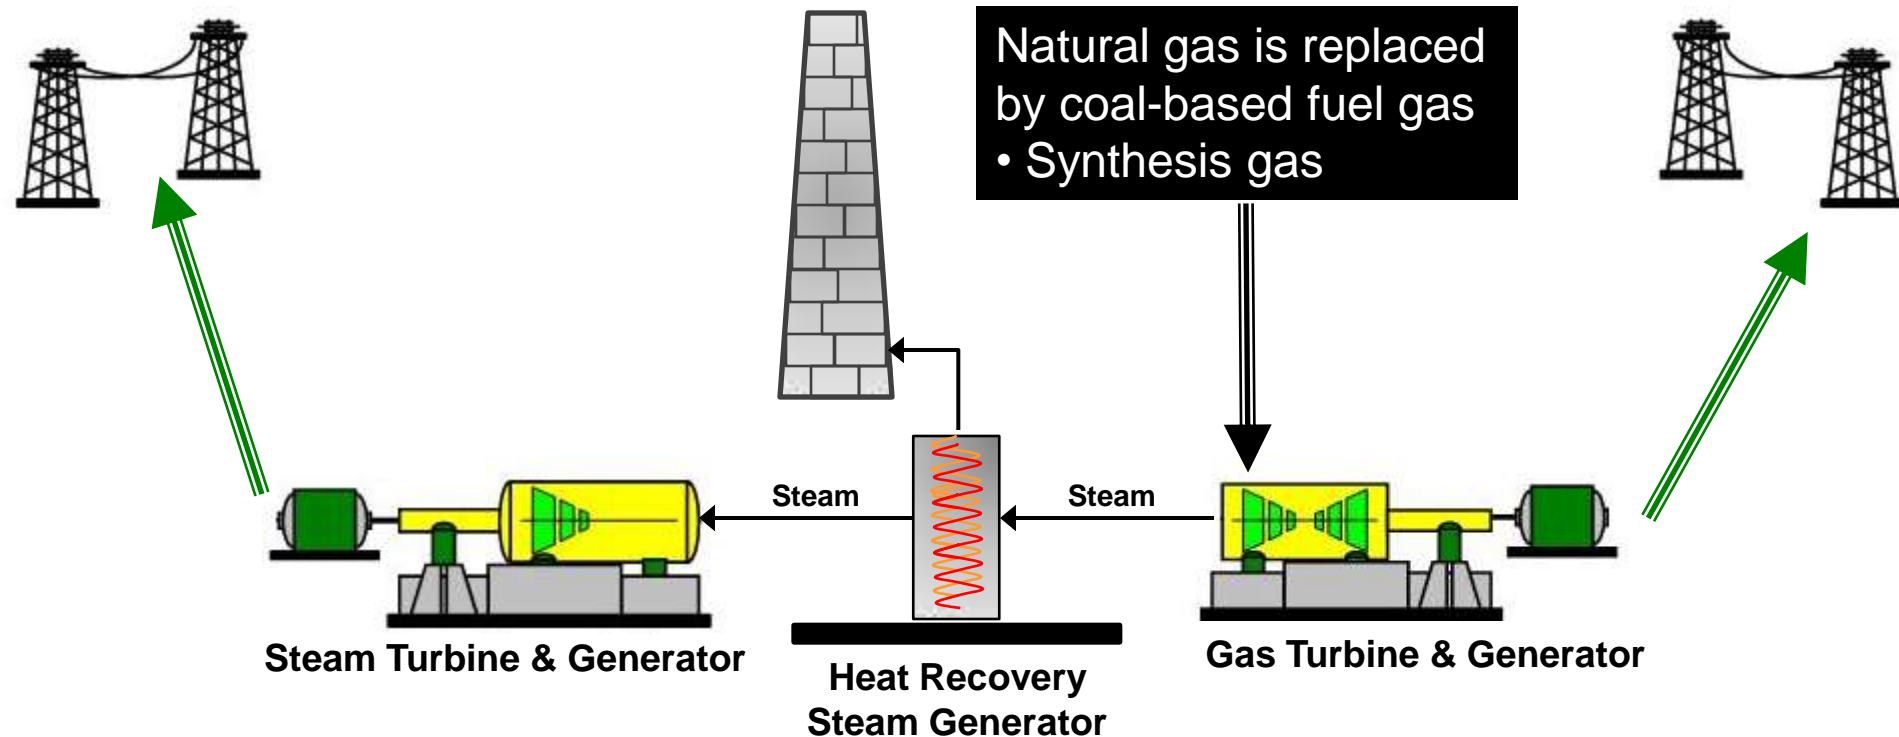 Natural gas is replaced
by coal-based fuel gas
• Synthesis gas
Steam
Steam
Steam Turbine & Generator
Heat Recovery
Steam Generator
Gas Turbine & Generator